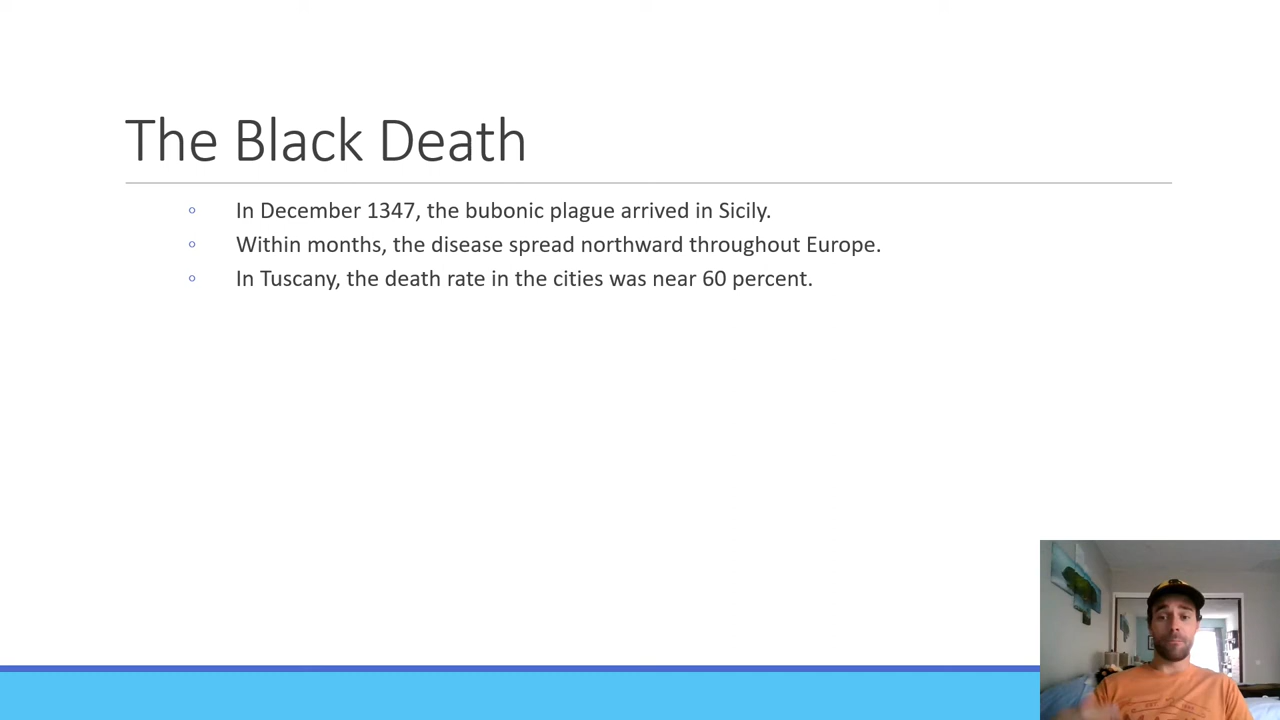 The Black Death
In December 1347, the bubonic plague arrived in Sicily.
Within months, the disease spread northward throughout Europe.
In Tuscany, the death rate in the cities was near 60 percent.